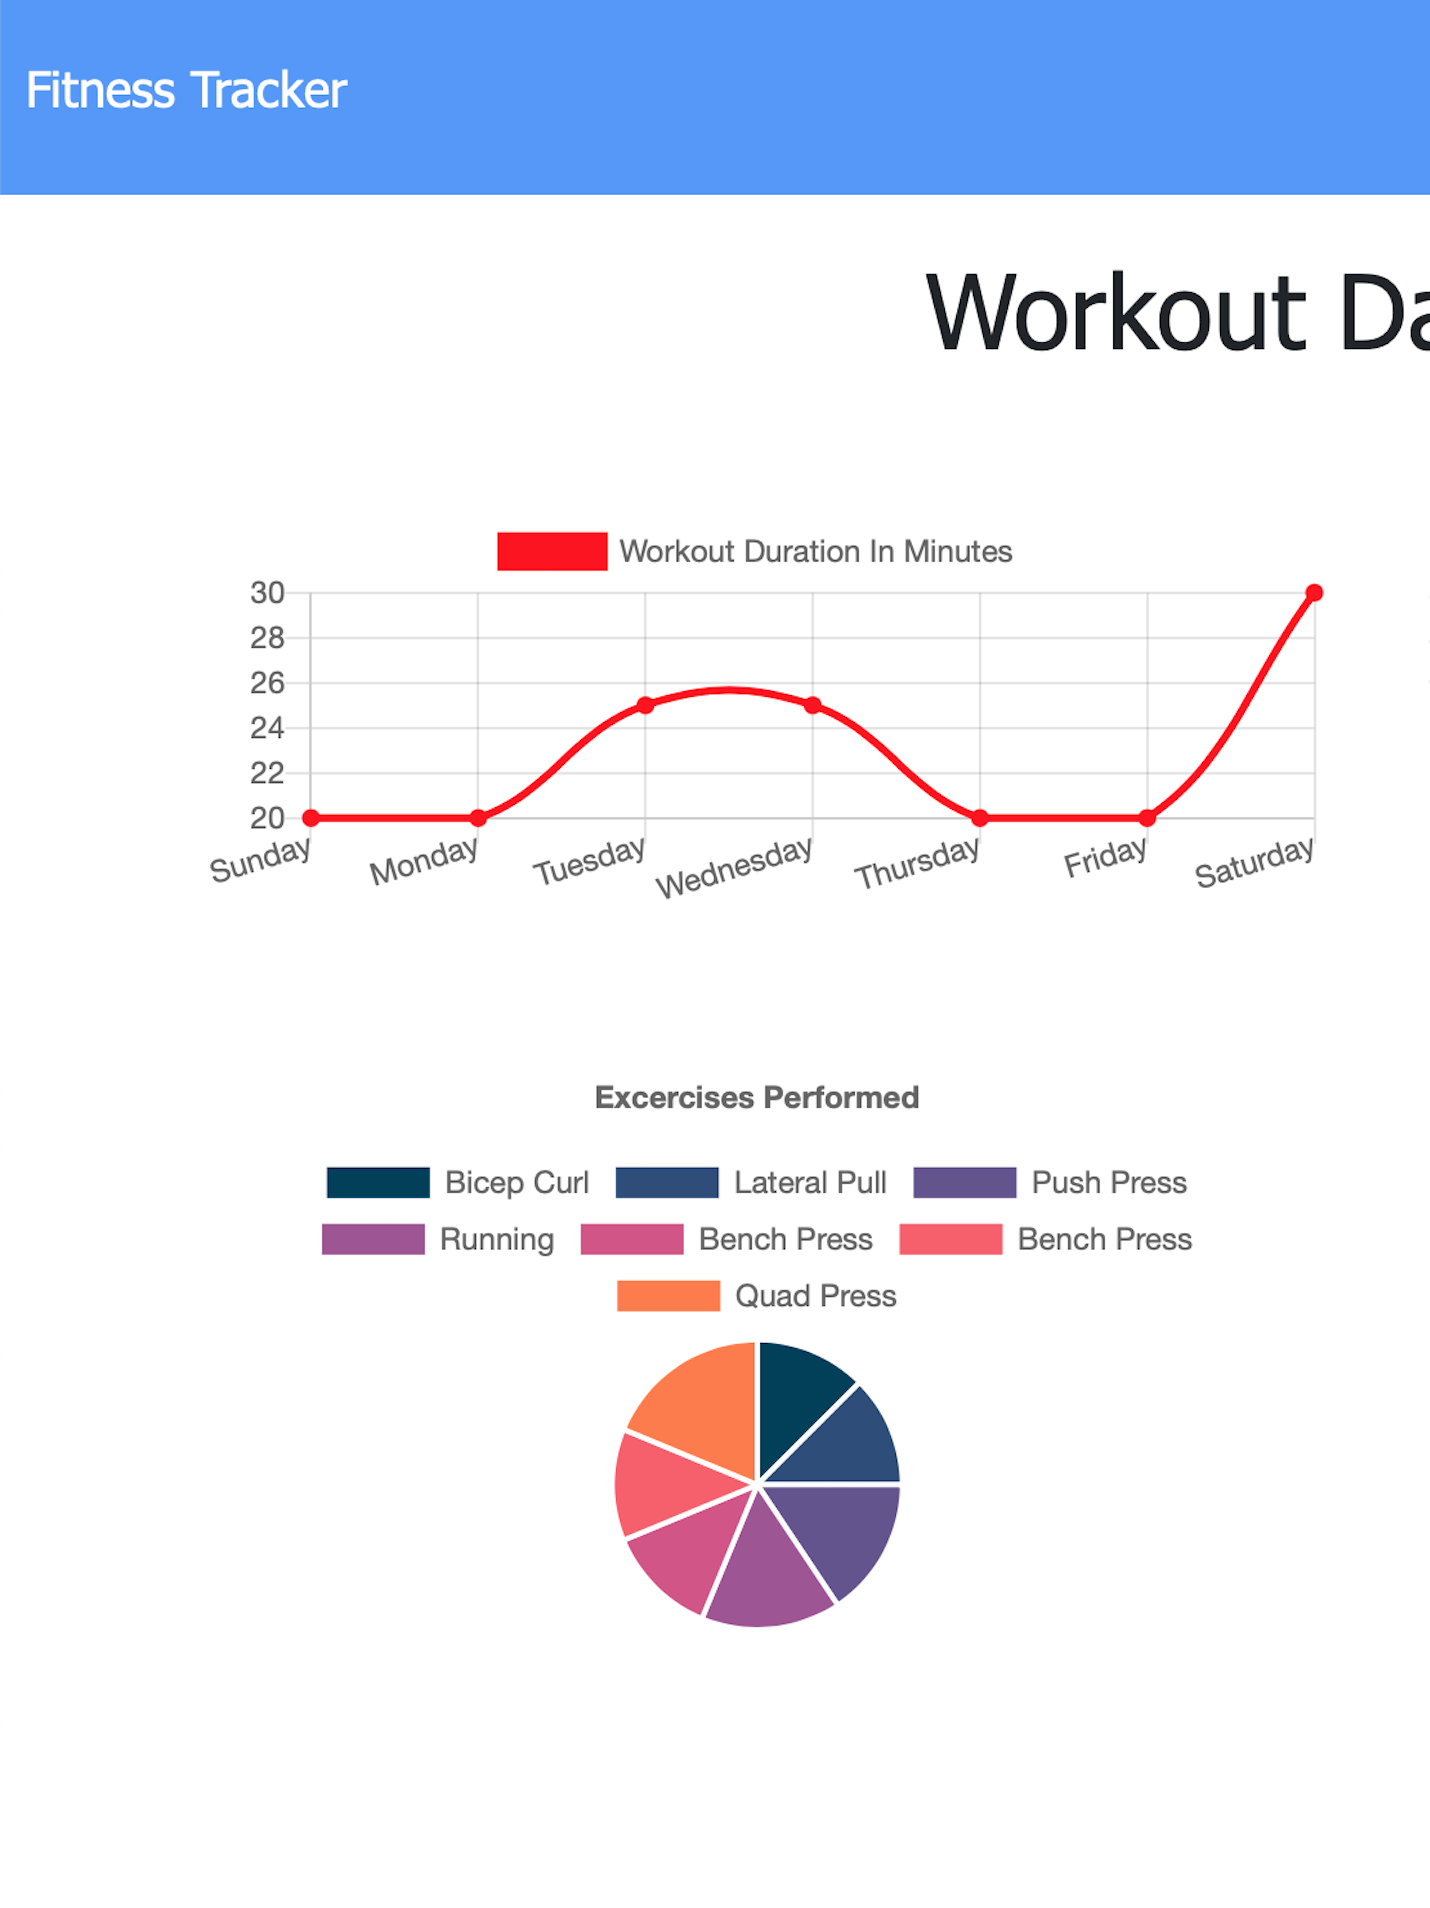 Fitness Tracker
Workout Da
Workout Duration In Minutes
30
28
26
24
22
20
Sunday Monday Tuesday Wednesday Thursday Friday Saturday
Excercises Performed
Bicep Curl Lateral Pull Push Press
Running Bench Press Bench Press
Quad Press